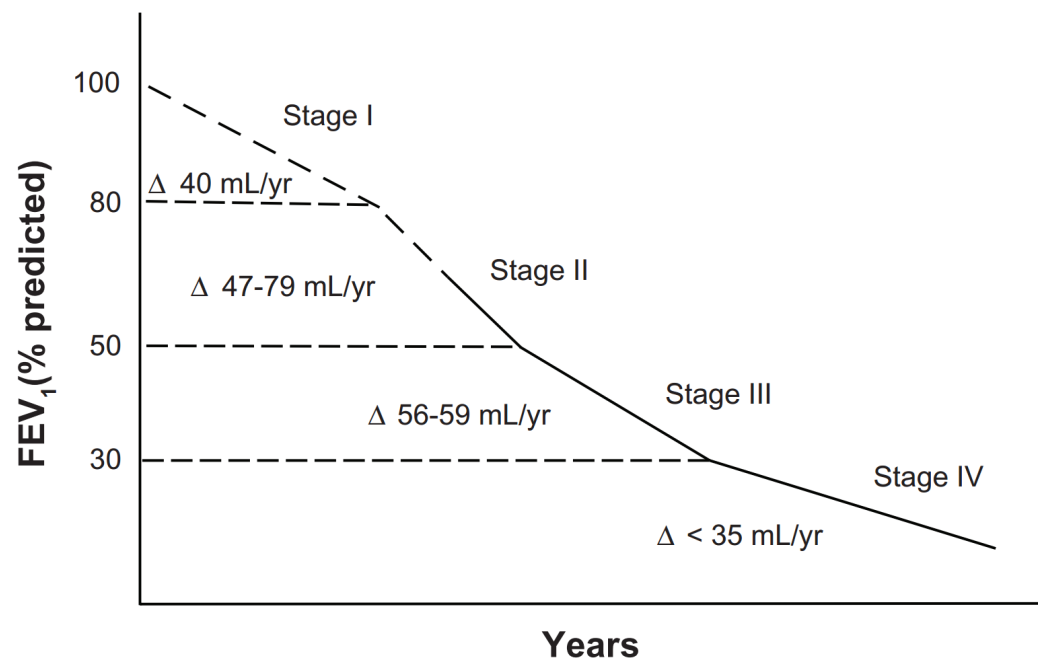 100
Stage I
Δ 40 mL/yr
80
Stage II
Δ 47-79 mL/yr
50
Stage III
Δ 56-59 mL/yr
30
Stage IV
Δ < 35 mL/yr
FEV₁(% predicted)
Years